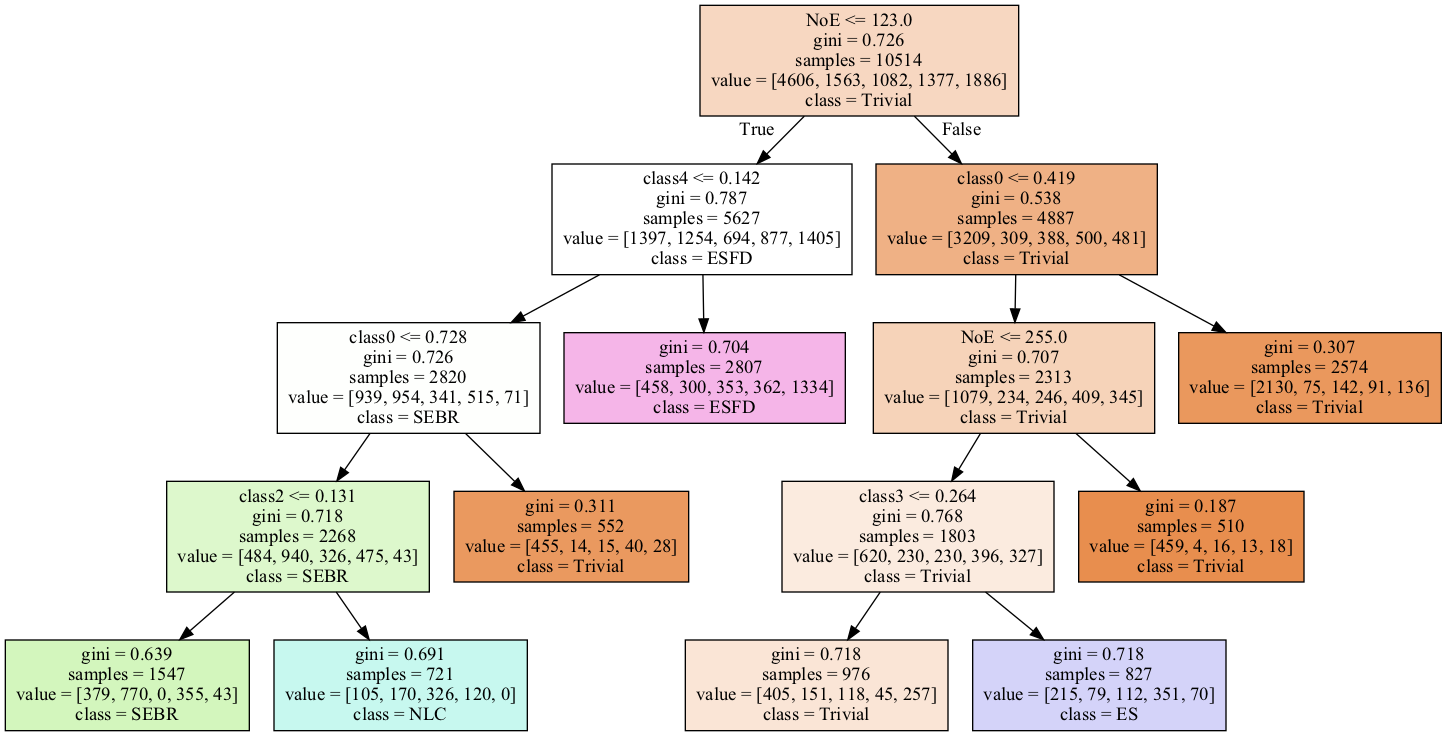 NoE <= 123.0
gini = 0.726
samples = 10514
value = [4606, 1563, 1082, 1377, 1886]
class = Trivial
True
False
class4 <= 0.142
gini = 0.787
samples = 5627
value = [1397, 1254, 694, 877, 1405]
class = ESFD
class0 <= 0.419
gini = 0.538
samples = 4887
value = [3209, 309, 388, 500, 481]
class = Trivial
class0 <= 0.728
gini = 0.726
samples = 2820
value = [939, 954, 341, 515, 71]
class = SEBR
gini = 0.704
samples = 2807
value = [458, 300, 353, 362, 1334]
class = ESFD
NoE <= 255.0
gini = 0.707
samples = 2313
value = [1079, 234, 246, 409, 345]
class = Trivial
gini = 0.307
samples = 2574
value = [2130, 75, 142, 91, 136]
class = Trivial
class2 <= 0.131
gini = 0.718
samples = 2268
value = [484, 940, 326, 475, 43]
class = SEBR
gini = 0.311
samples = 552
value = [455, 14, 15, 40, 28]
class = Trivial
class3 <= 0.264
gini = 0.768
samples = 1803
value = [620, 230, 230, 396, 327]
class = Trivial
gini = 0.187
samples = 510
value = [459, 4, 16, 13, 18]
class = Trivial
gini = 0.639
samples = 1547
value = [379, 770, 0, 355, 43]
class = SEBR
gini = 0.691
samples = 721
value = [105, 170, 326, 120, 0]
class = NLC
gini = 0.718
samples = 976
value = [405, 151, 118, 45, 257]
class = Trivial
gini = 0.718
samples = 827
value = [215, 79, 112, 351, 70]
class = ES